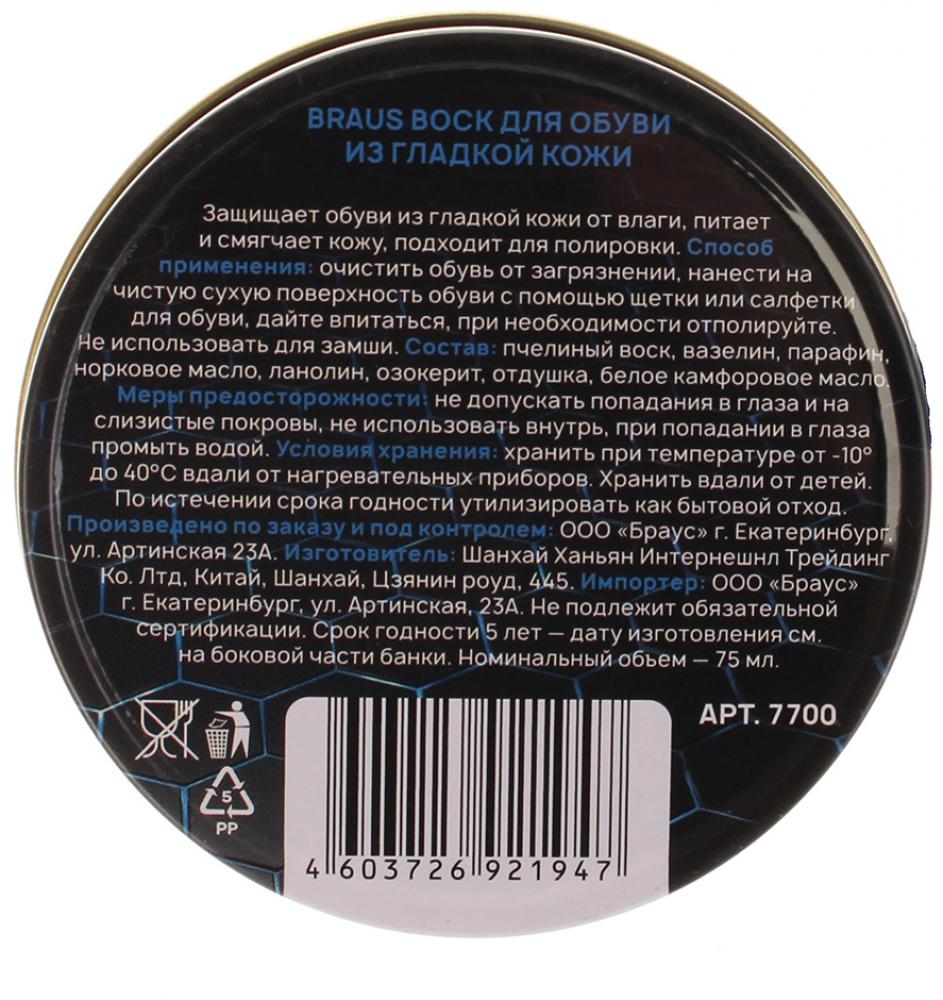 BRAUS ВОСК ДЛЯ ОБУВИ
ИЗ ГЛАДКОЙ КОЖИ
Защищает обуви из гладкой кожи от влаги, питает
и смягчает кожу, подходит для полировки. Способ
применения: очистить обувь от загрязнении, нанести на
чистую сухую поверхность обуви с помощью щетки или салфетки
для обуви, дайте впитаться, при необходимости отполируйте.
Не использовать для замши. Состав: пчелиный воск, вазелин, парафин,
норковое масло, ланолин, озокерит, отдушка, белое камфоровое масло.
Меры предосторожности: не допускать попадания в глаза и на
слизистые покровы, не использовать внутрь, при попадании в глаза
промыть водой. Условия хранения: хранить при температуре от -10°
до 40°С вдали от нагревательных приборов. Хранить вдали от детей.
По истечении срока годности утилизировать как бытовой отход.
Произведено по заказу и под контролем: ООО «Браус» г. Екатеринбург,
ул. Артинская 23А. Изготовитель: Шанхай Ханьян Интернешнл Трейдинг
Ко. Лтд, Китай, Шанхай, Цзянин роуд, 445. Импортер: ООО «Браус»
г. Екатеринбург, ул. Артинская, 23А. Не подлежит обязательной
сертификации. Срок годности 5 лет — дату изготовления см.
на боковой части банки. Номинальный объем — 75 мл.
АРТ. 7700
5
PP
4 603726 921947